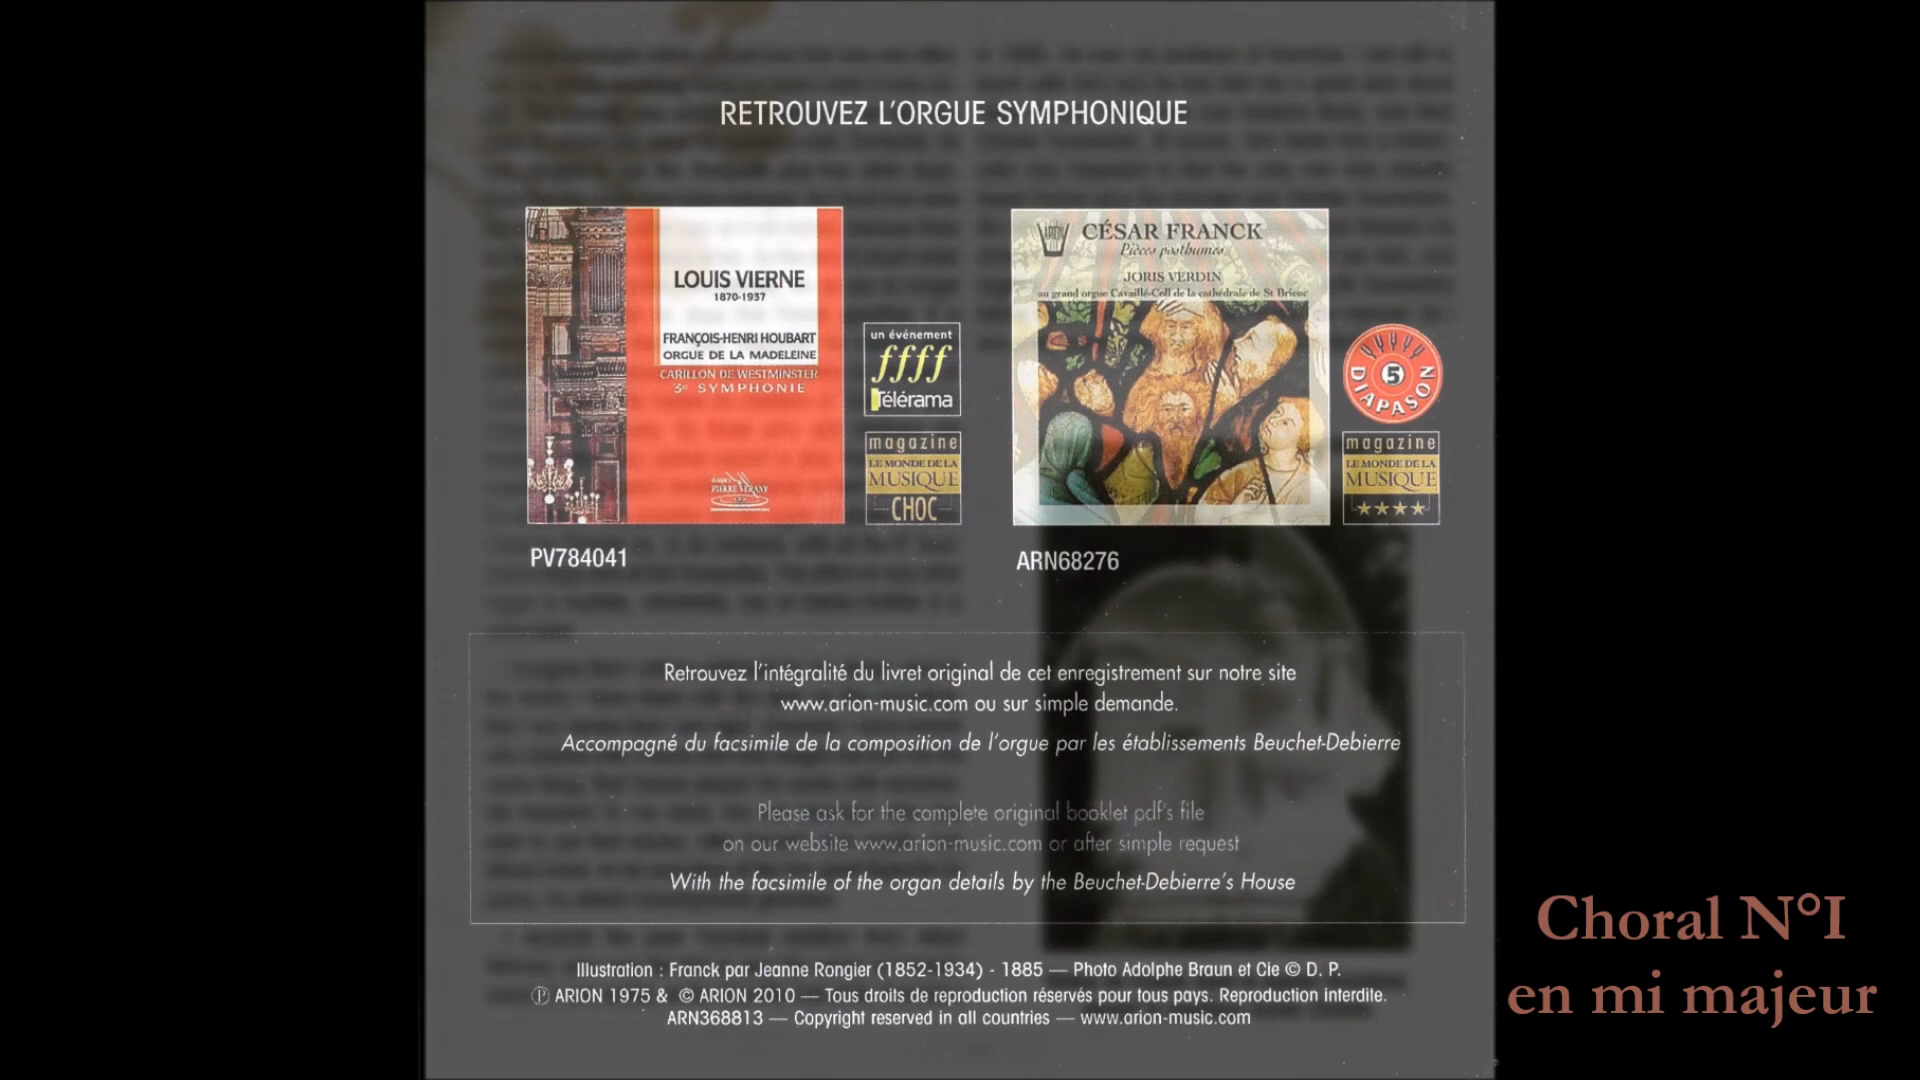 RETROUVEZ L'ORGUE SYMPHONIQUE
LOUIS VIERNE
1870-1937
FRANÇOIS-HENRI HOUBART
ORGUE DE LA MADELEINE
CARILLON DE WESTMINSTER
3e SYMPHONIE
PIERRE VERANY
un événement
ffff
Télérama
magazine
LE MONDE DE LA
MUSIQUE
CHOC
PV784041
CÉSAR FRANCK
Pièces posthumes
JORIS VERDIN
au grand orgue Cavaillé-Coll de la cathédrale de St Brieuc
5
DIAPASON
magazine
LE MONDE DE LA
MUSIQUE
ARN68276
Retrouvez l'intégralité du livret original de cet enregistrement sur notre site
www.arion-music.com ou sur simple demande.
Accompagné du facsimile de la composition de l'orgue par les établissements Beuchet-Debierre
Please ask for the complete original booklet pdf's file
on our website www.arion-music.com or after simple request
With the facsimile of the organ details by the Beuchet-Debierre's House
Illustration : Franck par Jeanne Rongier (1852-1934) - 1885 — Photo Adolphe Braun et Cie © D. P.
Ⓟ ARION 1975 & © ARION 2010 — Tous droits de reproduction réservés pour tous pays. Reproduction interdite.
ARN368813 — Copyright reserved in all countries — www.arion-music.com
Choral N°I
en mi majeur